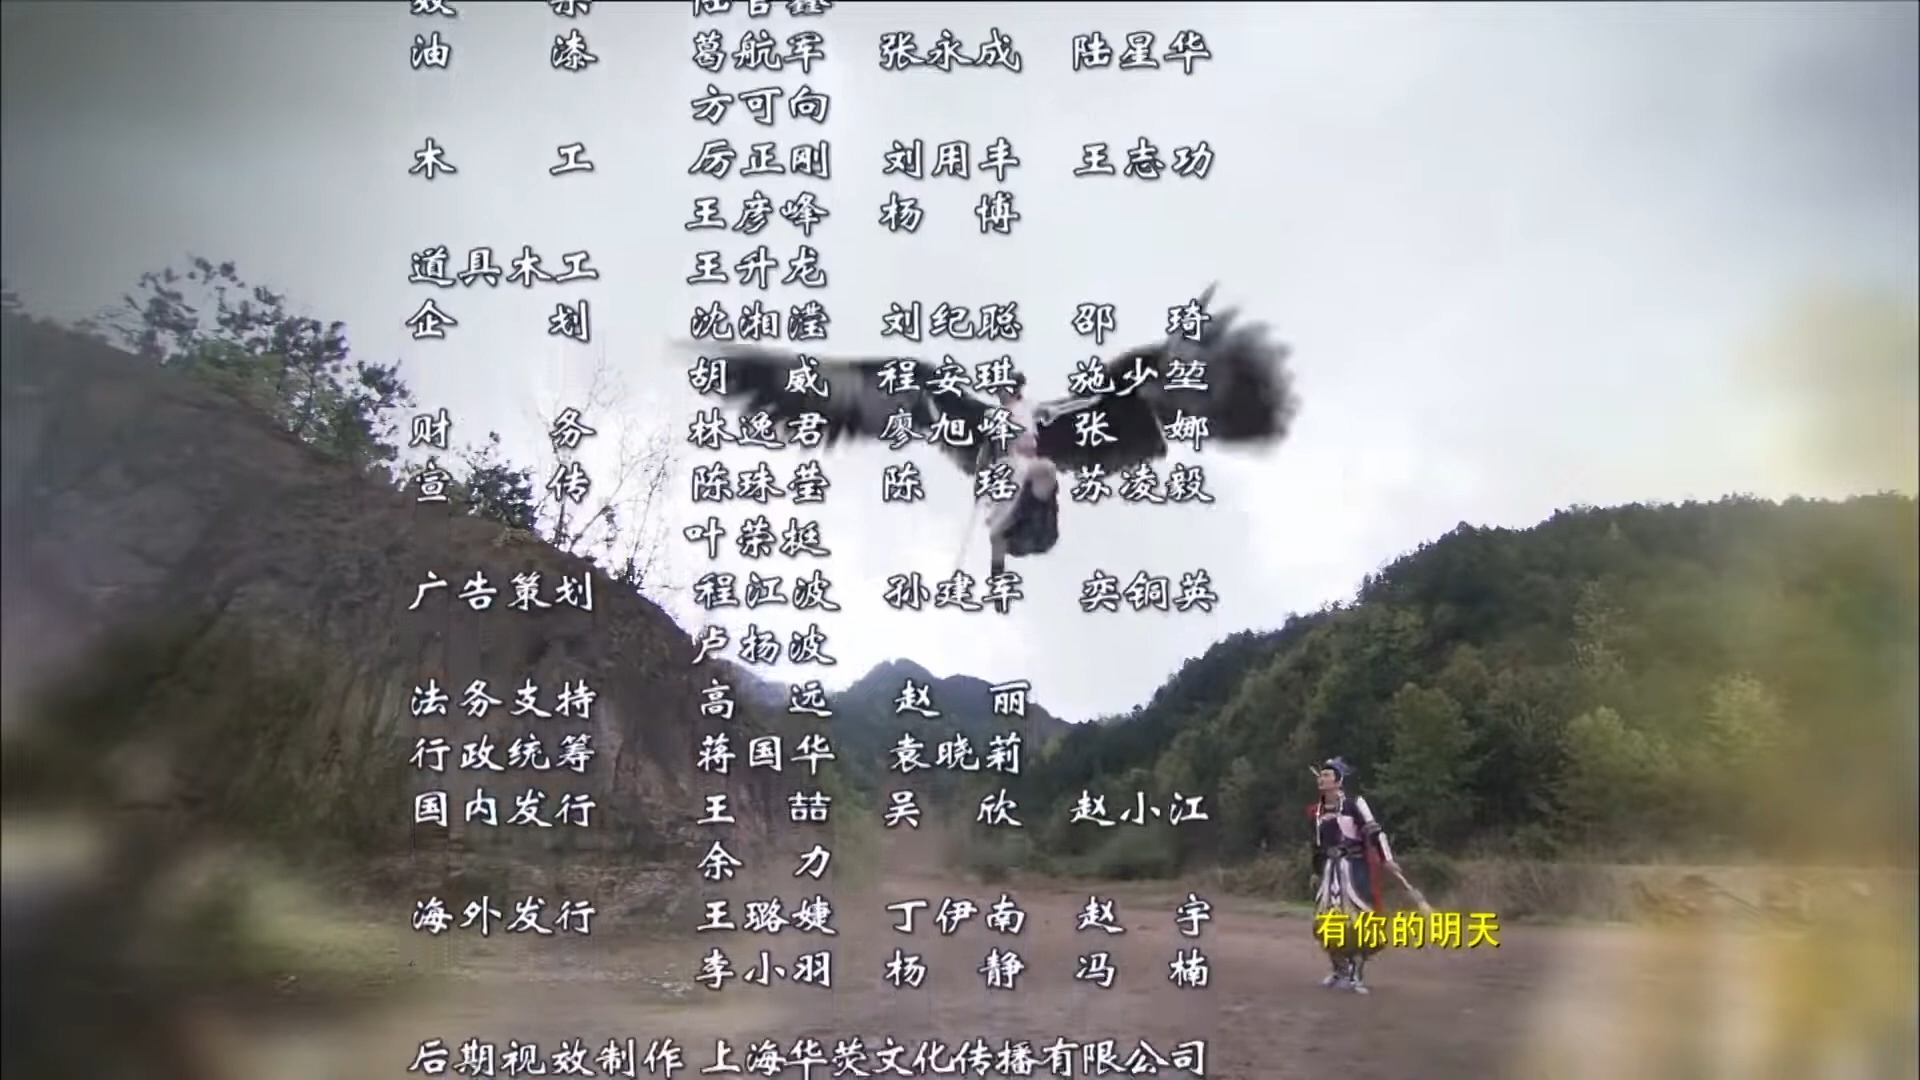 油　漆　葛航军　张永成　陆星华
方可向
木　工　厉正刚　刘用丰　王志功
王彦峰　杨　博
道具木工　王升龙
企　划　沈湘滢　刘纪聪　邵　琦
胡　威　程安琪　施少堃
财　务　林逸君　廖旭峰　张　娜
宣　传　陈珠莹　陈　瑶　苏凌毅
叶荣挺
广告策划　程江波　孙建军　奕铜英
卢扬波
法务支持　高　远　赵　丽
行政统筹　蒋国华　袁晓莉
国内发行　王　喆　吴　欣　赵小江
余　力
海外发行　王璐婕　丁伊南　赵　宇
有你的明天
李小羽　杨　静　冯　楠
后期视效制作 上海华荧文化传播有限公司